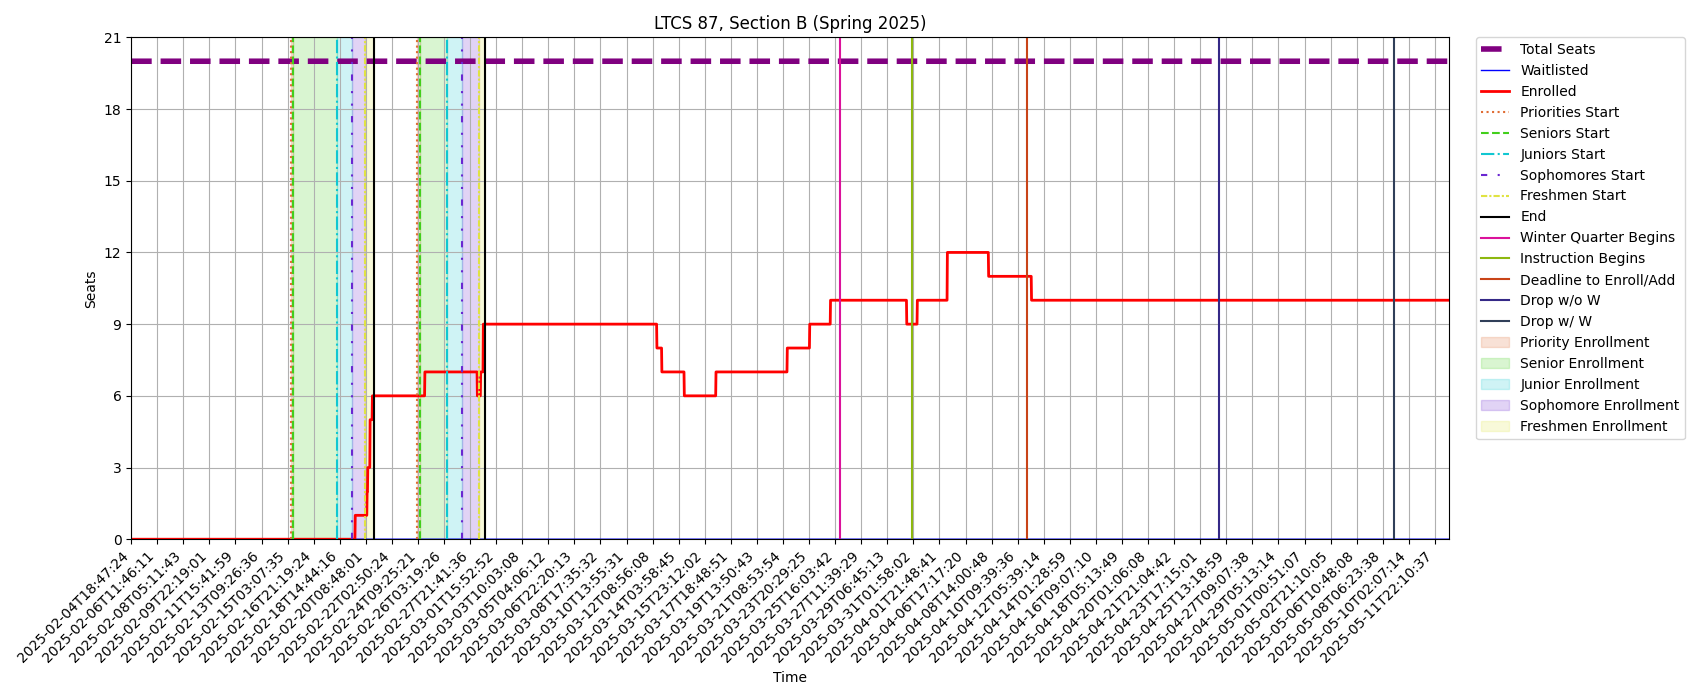 LTCS 87, Section B (Spring 2025)
21
18
15
12
9
6
3
0
Seats
2025-02-04T18:47:24
2025-02-06T11:46:11
2025-02-08T05:11:43
2025-02-09T22:19:01
2025-02-11T15:41:59
2025-02-13T09:26:36
2025-02-15T03:07:35
2025-02-16T21:19:24
2025-02-18T14:44:16
2025-02-20T08:48:01
2025-02-22T02:50:24
2025-02-24T09:25:21
2025-02-26T03:19:26
2025-02-27T21:41:36
2025-03-01T15:52:52
2025-03-03T10:03:08
2025-03-05T04:06:12
2025-03-06T22:20:13
2025-03-08T17:35:32
2025-03-10T13:55:31
2025-03-12T08:56:08
2025-03-14T03:58:45
2025-03-15T23:12:02
2025-03-17T18:48:51
2025-03-19T13:50:43
2025-03-21T08:53:54
2025-03-23T20:29:25
2025-03-25T16:03:42
2025-03-27T11:39:29
2025-03-29T06:45:13
2025-03-31T01:58:02
2025-04-01T21:48:41
2025-04-06T17:17:20
2025-04-08T14:00:48
2025-04-10T09:39:36
2025-04-12T05:39:14
2025-04-14T01:28:59
2025-04-16T09:07:10
2025-04-18T05:13:49
2025-04-20T01:06:08
2025-04-21T21:04:42
2025-04-23T17:15:01
2025-04-25T13:18:59
2025-04-27T09:07:38
2025-04-29T05:13:14
2025-05-01T00:51:07
2025-05-02T21:10:05
2025-05-06T10:48:08
2025-05-08T06:23:38
2025-05-10T02:07:14
2025-05-11T22:10:37
Time
Total Seats
Waitlisted
Enrolled
Priorities Start
Seniors Start
Juniors Start
Sophomores Start
Freshmen Start
End
Winter Quarter Begins
Instruction Begins
Deadline to Enroll/Add
Drop w/o W
Drop w/ W
Priority Enrollment
Senior Enrollment
Junior Enrollment
Sophomore Enrollment
Freshmen Enrollment